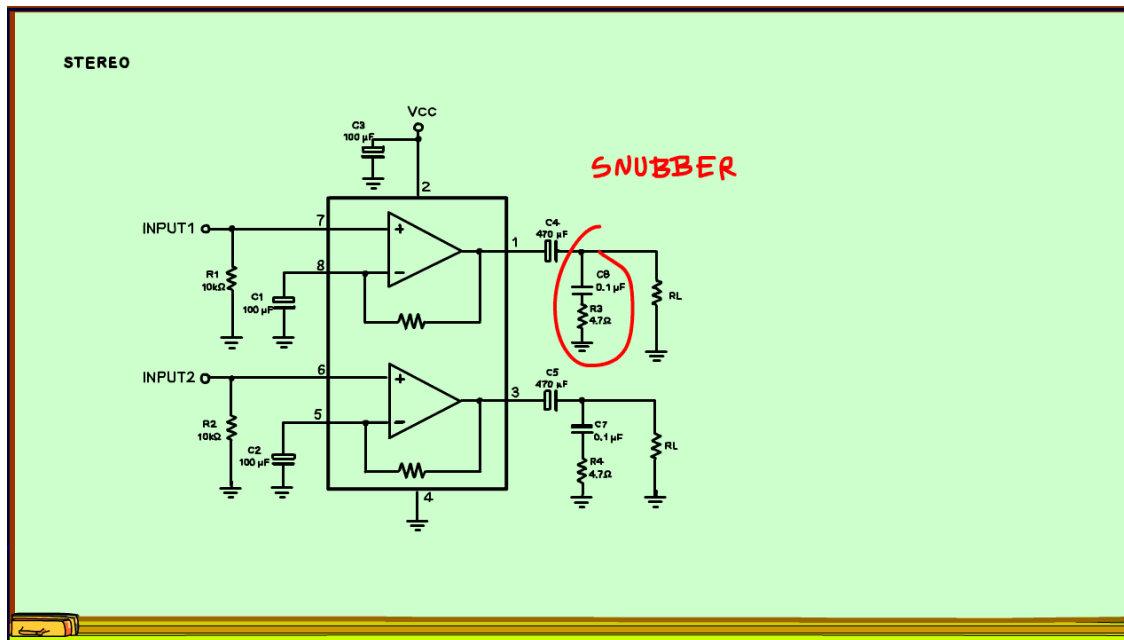 STEREO
VCC
C3
100 µF
2
SNUBBER
INPUT1
7
1
C4
470 µF
+
8
−
R1
10kΩ
C1
100 µF
C8
0.1 µF
R3
4.7Ω
RL
INPUT2
6
3
C5
470 µF
+
5
−
R2
10kΩ
C2
100 µF
C7
0.1 µF
R4
4.7Ω
RL
4